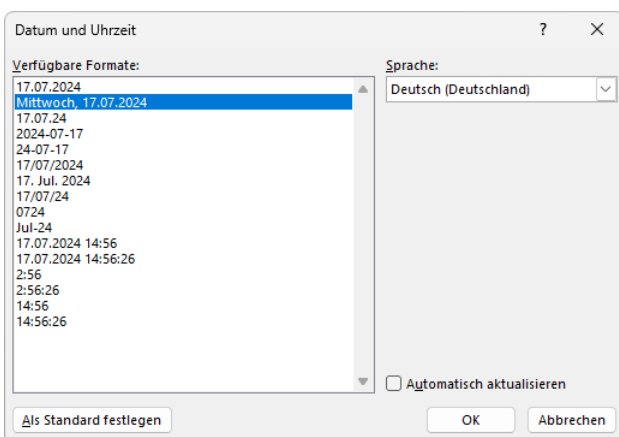 Datum und Uhrzeit
?
Verfügbare Formate:
17.07.2024
Mittwoch, 17.07.2024
17.07.24
2024-07-17
24-07-17
17/07/2024
17. Jul. 2024
17/07/24
0724
Jul-24
17.07.2024 14:56
17.07.2024 14:56:26
2:56
2:56:26
14:56
14:56:26
Sprache:
Deutsch (Deutschland)
Automatisch aktualisieren
Als Standard festlegen
OK
Abbrechen